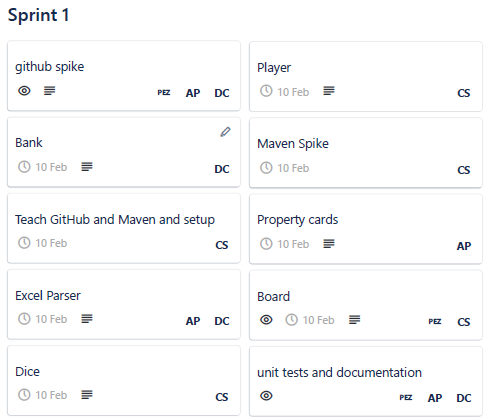 Sprint 1
github spike
PEZ AP DC
Bank
10 Feb DC
Teach GitHub and Maven and setup
10 Feb CS
Excel Parser
10 Feb AP DC
Dice
10 Feb CS
Player
10 Feb CS
Maven Spike
10 Feb CS
Property cards
10 Feb AP
Board
10 Feb PEZ CS
unit tests and documentation
PEZ AP DC